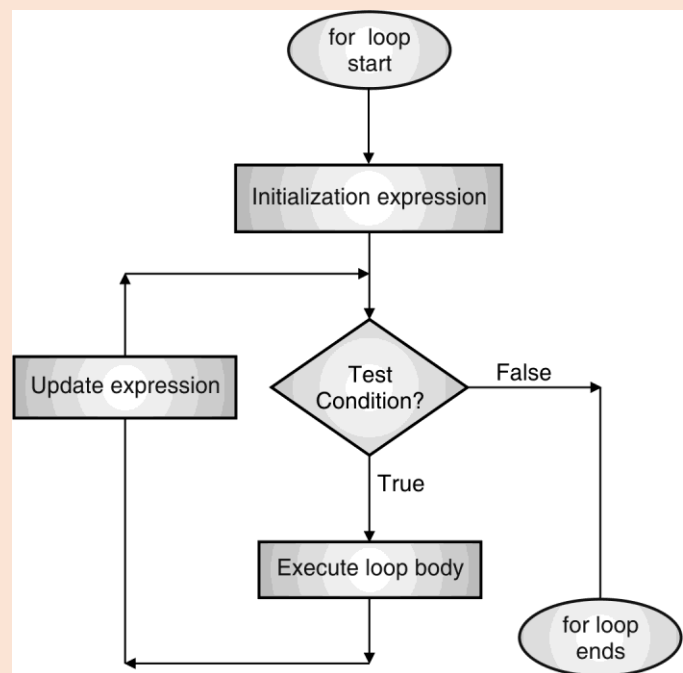 for loop
start
Initialization expression
Update expression
Test
Condition?
False
True
Execute loop body
for loop
ends